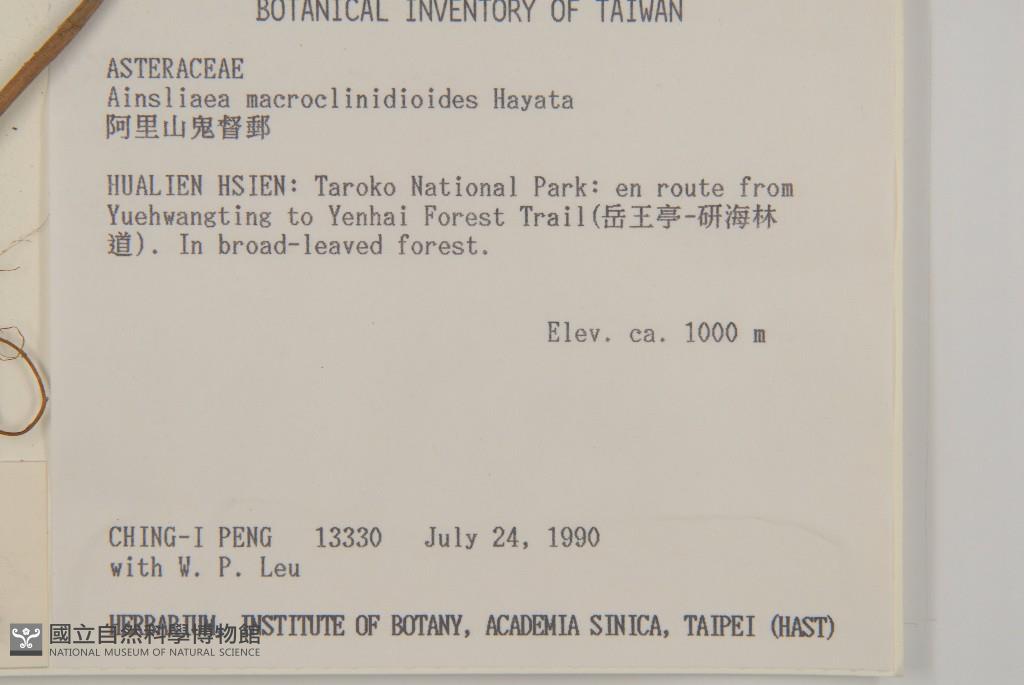 BOTANICAL INVENTORY OF TAIWAN
ASTERACEAE
Ainsliaea macroclinidioides Hayata
阿里山鬼督郵
HUALIEN HSIEN: Taroko National Park: en route from
Yuehwangting to Yenhai Forest Trail(岳王亭-研海林
道). In broad-leaved forest.
Elev. ca. 1000 m
CHING-I PENG 13330 July 24, 1990
with W. P. Leu
HERBARIUM, INSTITUTE OF BOTANY, ACADEMIA SINICA, TAIPEI (HAST)
國立自然科學博物館
NATIONAL MUSEUM OF NATURAL SCIENCE